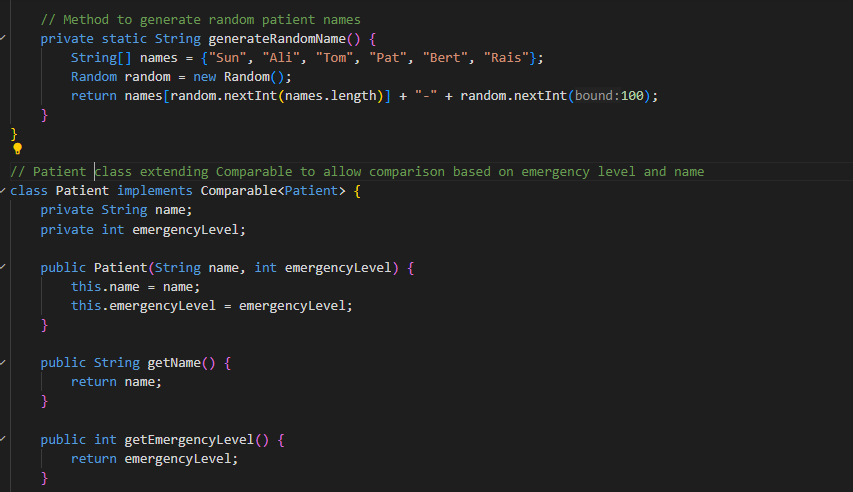 // Method to generate random patient names
private static String generateRandomName() {
String[] names = {"Sun", "Ali", "Tom", "Pat", "Bert", "Rais"};
Random random = new Random();
return names[random.nextInt(names.length)] + "-" + random.nextInt(bound:100);
}
}
// Patient class extending Comparable to allow comparison based on emergency level and name
class Patient implements Comparable<Patient> {
private String name;
private int emergencyLevel;
public Patient(String name, int emergencyLevel) {
this.name = name;
this.emergencyLevel = emergencyLevel;
}
public String getName() {
return name;
}
public int getEmergencyLevel() {
return emergencyLevel;
}